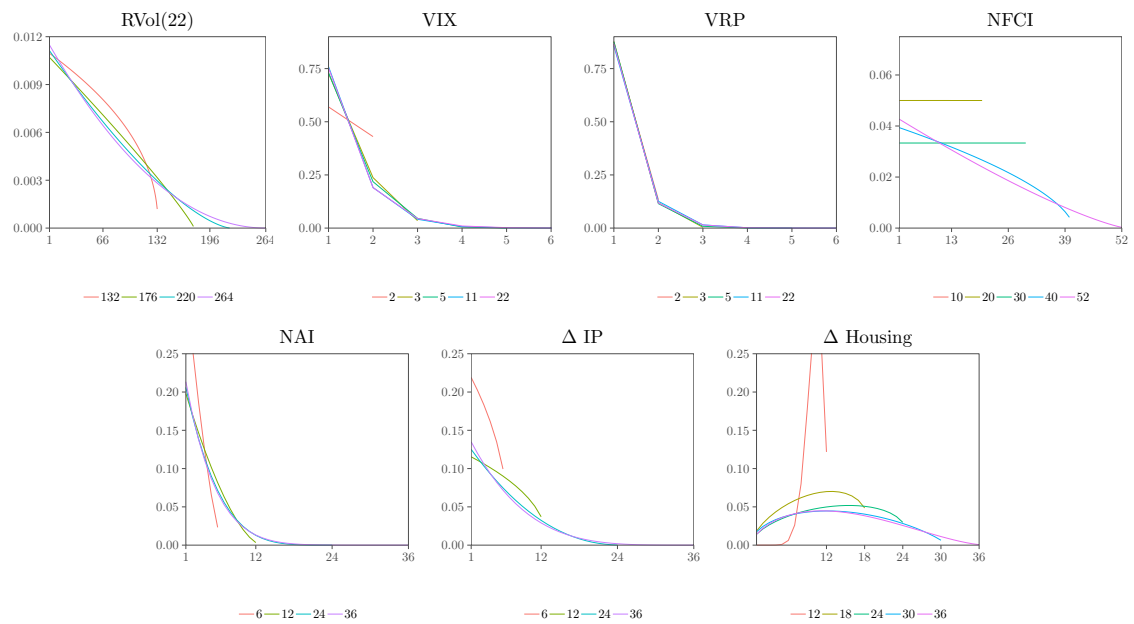 RVol(22)
0.012
0.009
0.006
0.003
0.000
1 66 132 196 264
132 176 220 264
VIX
0.75
0.50
0.25
0.00
1 2 3 4 5 6
2 3 5 11 22
VRP
0.75
0.50
0.25
0.00
1 2 3 4 5 6
2 3 5 11 22
NFCI
0.06
0.04
0.02
0.00
1 13 26 39 52
10 20 30 40 52
NAI
0.25
0.20
0.15
0.10
0.05
0.00
1 12 24 36
6 12 24 36
Δ IP
0.25
0.20
0.15
0.10
0.05
0.00
1 12 24 36
6 12 24 36
Δ Housing
0.25
0.20
0.15
0.10
0.05
0.00
12 18 24 30 36
12 18 24 30 36